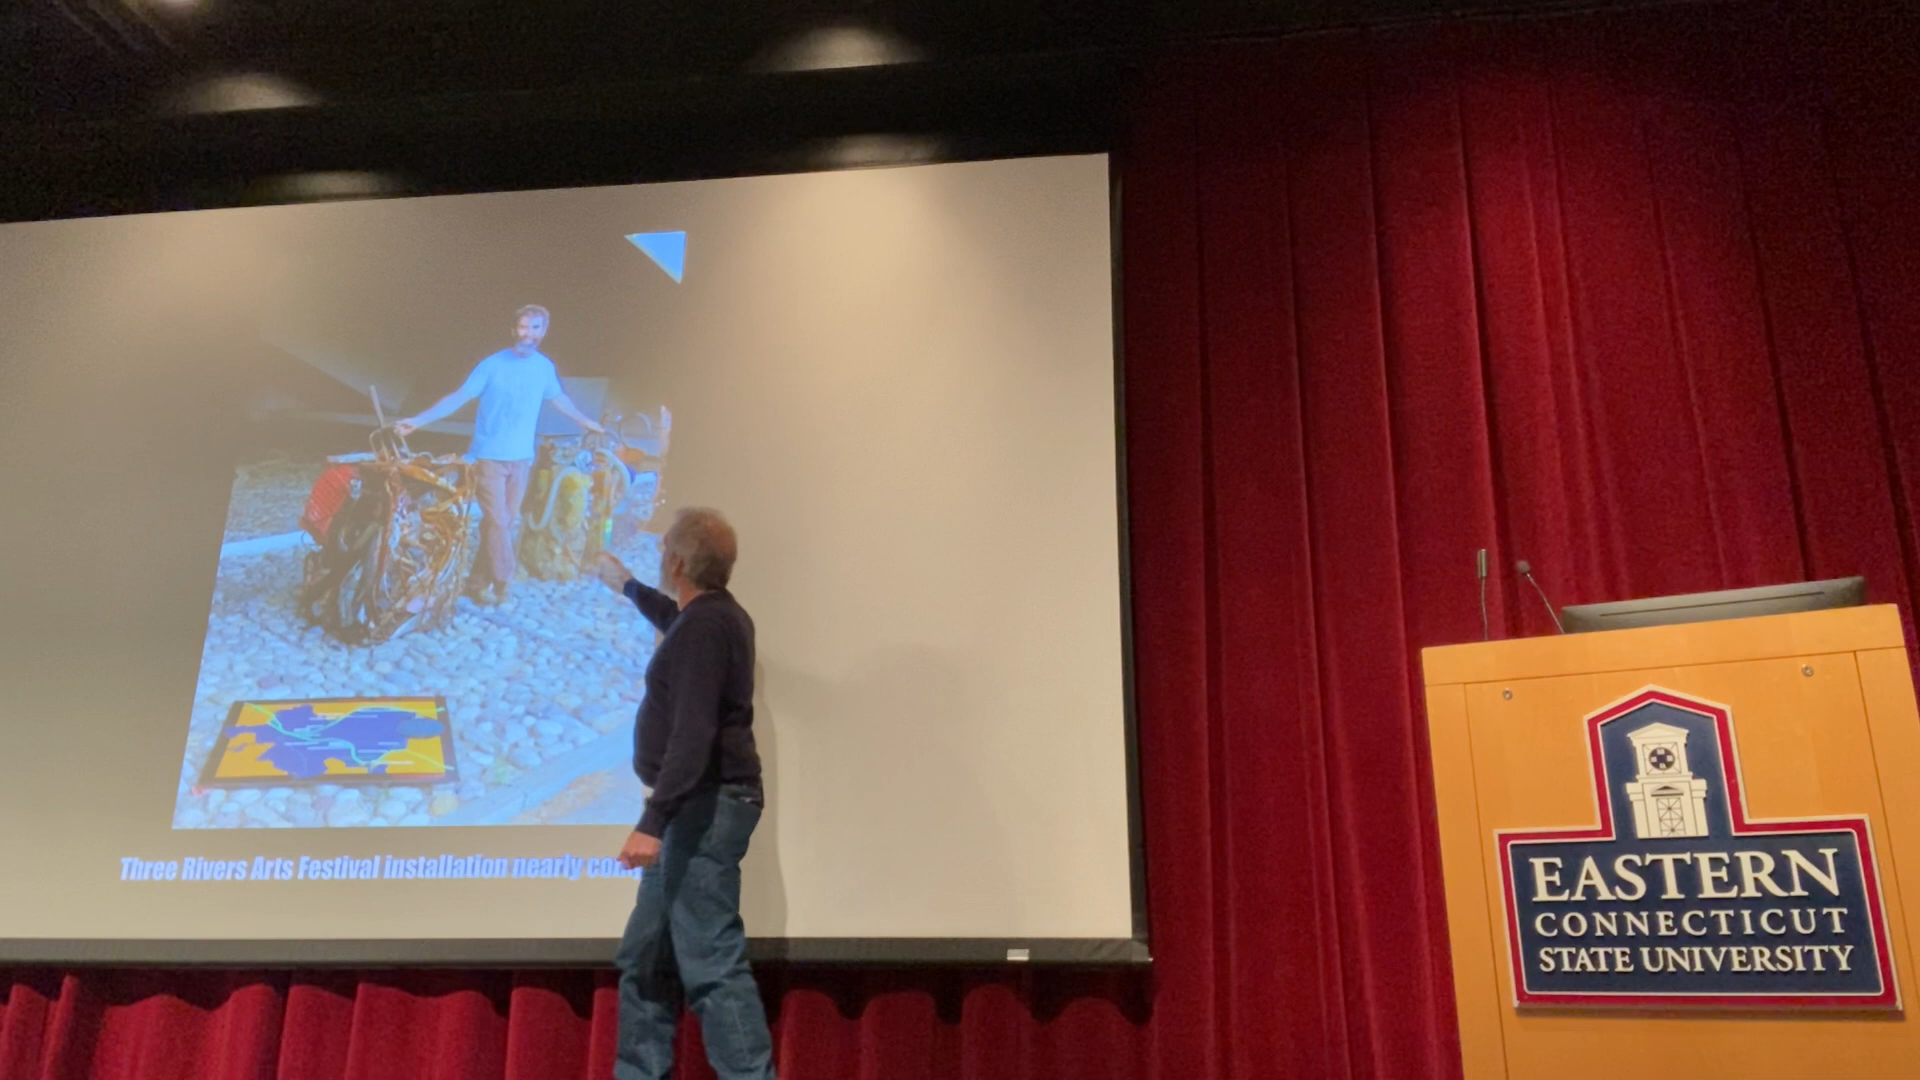 Three Rivers Arts Festival installation nearly
EASTERN
CONNECTICUT
STATE UNIVERSITY